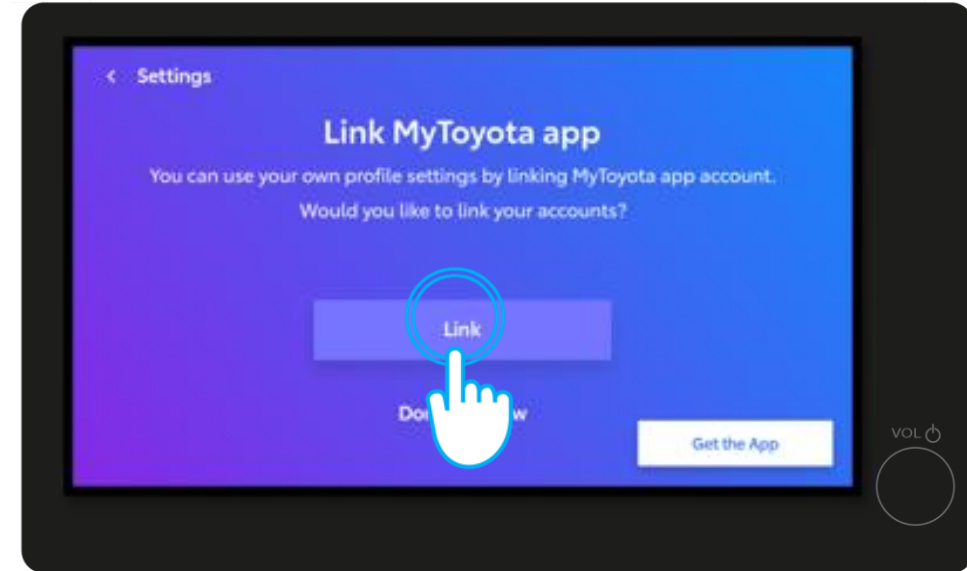 < Settings
Link MyToyota app
You can use your own profile settings by linking MyToyota app account.
Would you like to link your accounts?
Link
Get the App
VOL